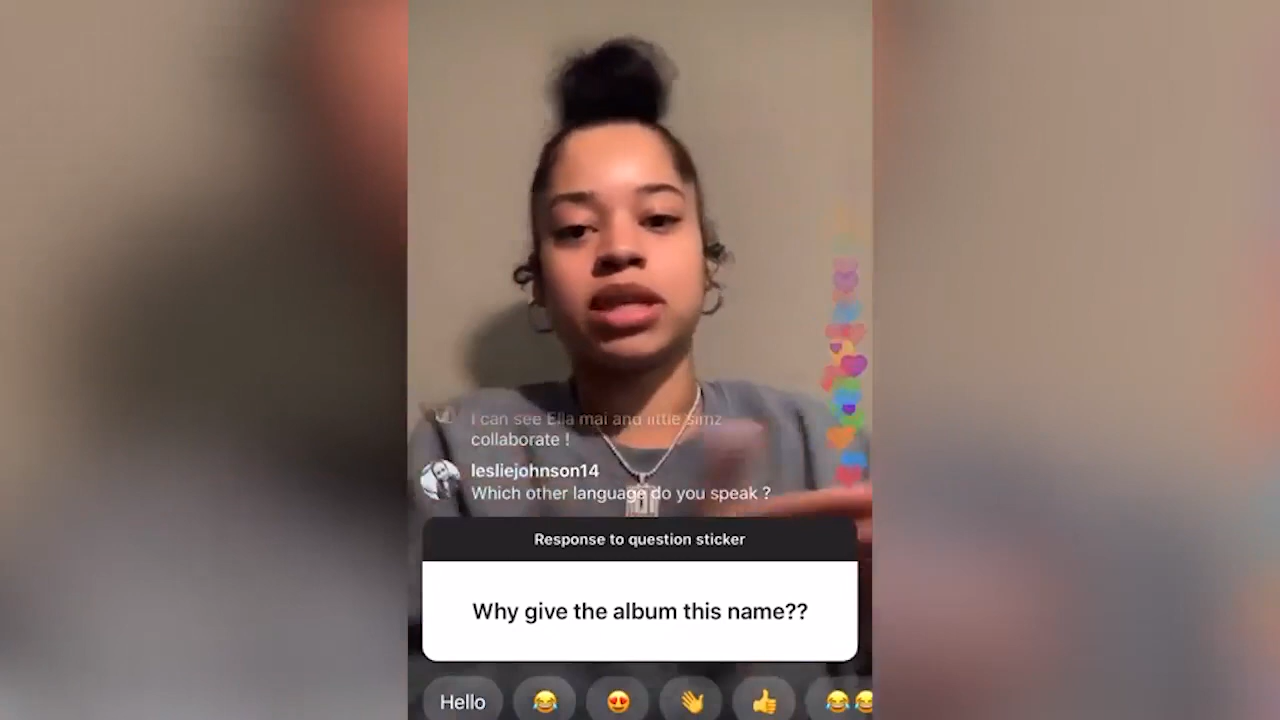 I can see Ella mai and little simz
collaborate !
lesliejohnson14
Which other language do you speak ?
Response to question sticker
Why give the album this name??
Hello